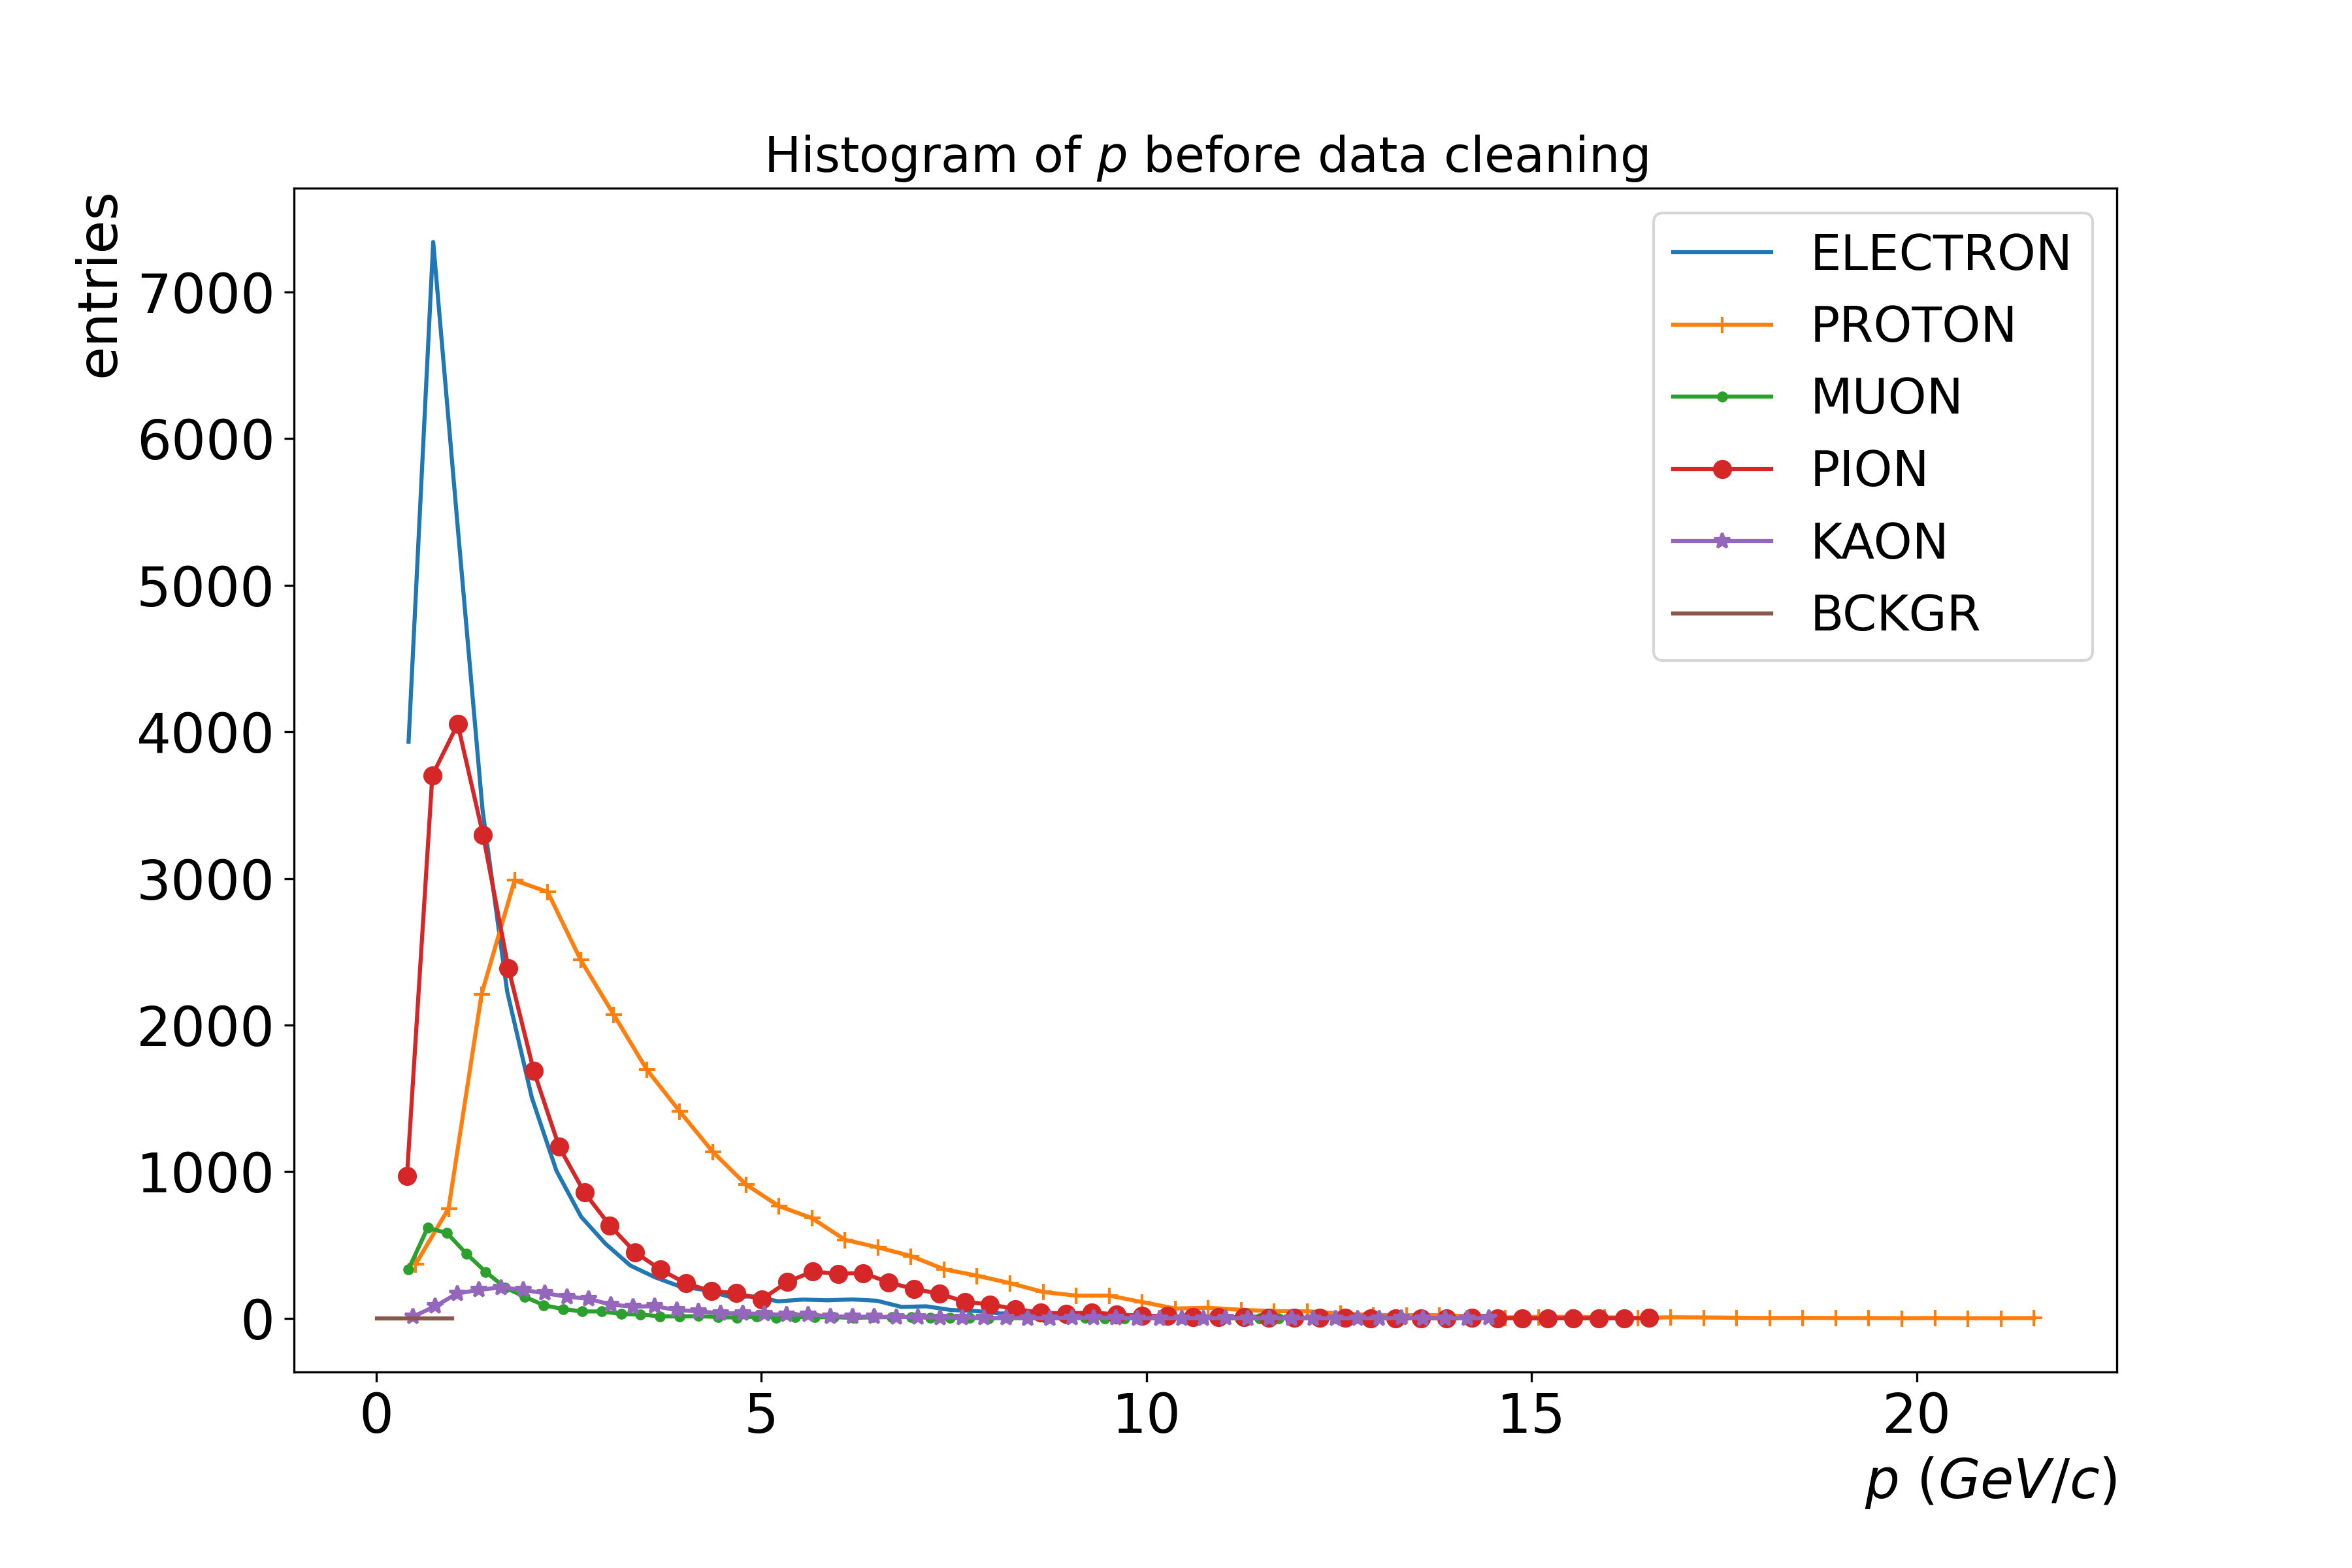 Histogram of p before data cleaning
entries
7000
6000
5000
4000
3000
2000
1000
0
ELECTRON
PROTON
MUON
PION
KAON
BCKGR
0 5 10 15 20
p (GeV/c)